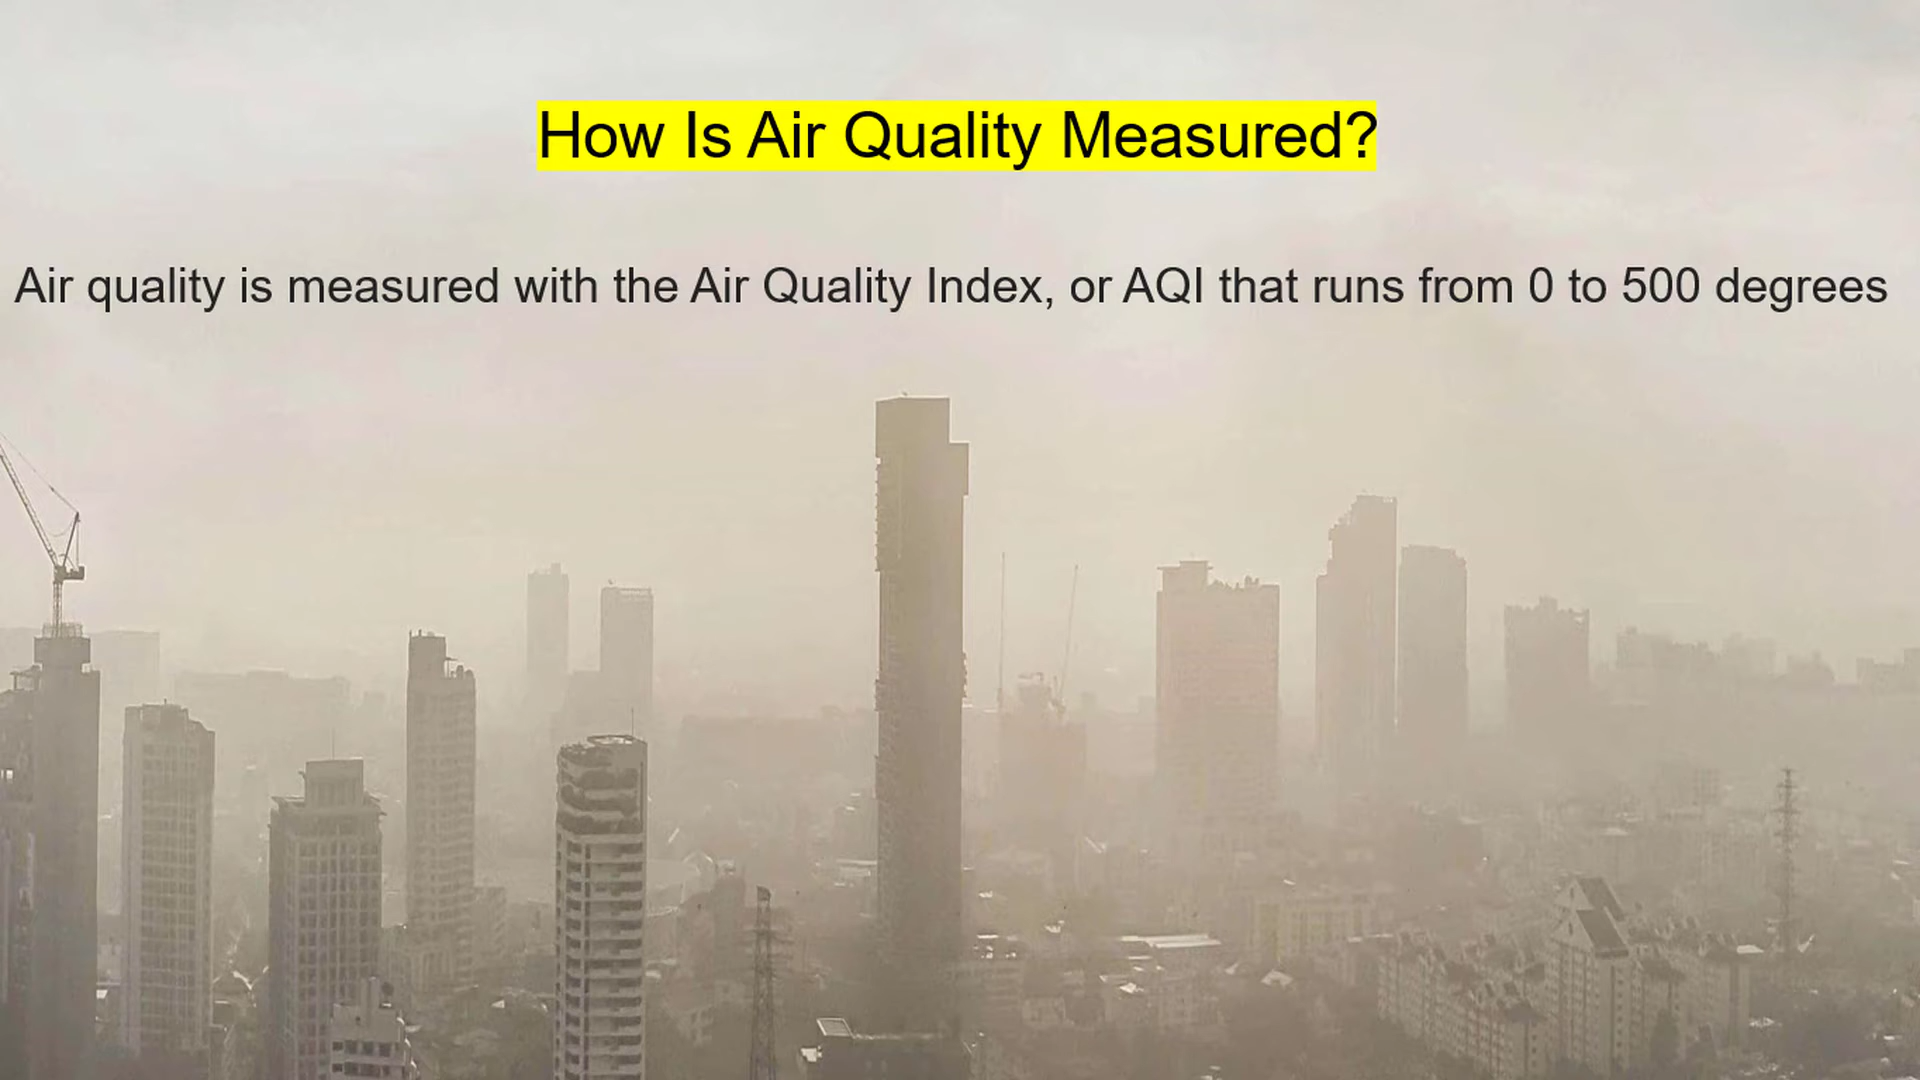 How Is Air Quality Measured?
Air quality is measured with the Air Quality Index, or AQI that runs from 0 to 500 degrees